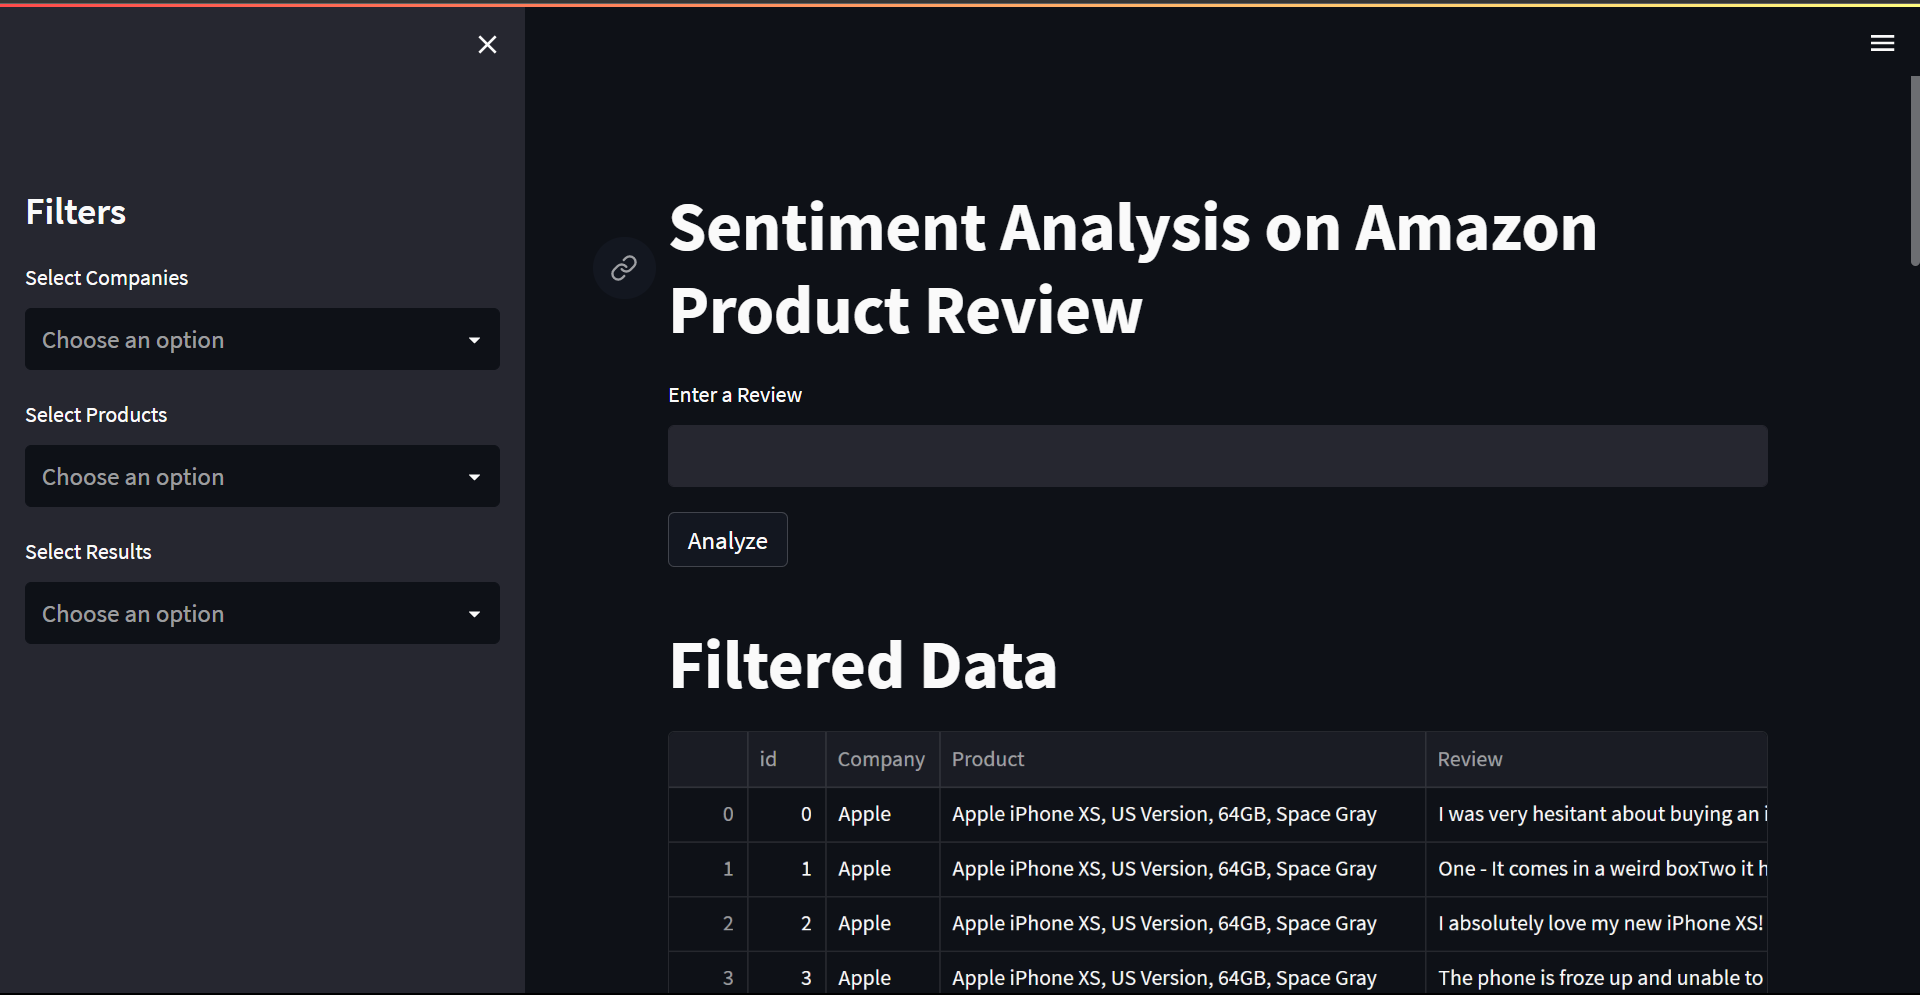 Filters
Select Companies
Choose an option
Select Products
Choose an option
Select Results
Choose an option
Sentiment Analysis on Amazon
Product Review
Enter a Review
Analyze
Filtered Data
id Company Product Review
0 0 Apple Apple iPhone XS, US Version, 64GB, Space Gray I was very hesitant about buying an i
1 1 Apple Apple iPhone XS, US Version, 64GB, Space Gray One - It comes in a weird boxTwo it h
2 2 Apple Apple iPhone XS, US Version, 64GB, Space Gray I absolutely love my new iPhone XS!
3 3 Apple Apple iPhone XS, US Version, 64GB, Space Gray The phone is froze up and unable to